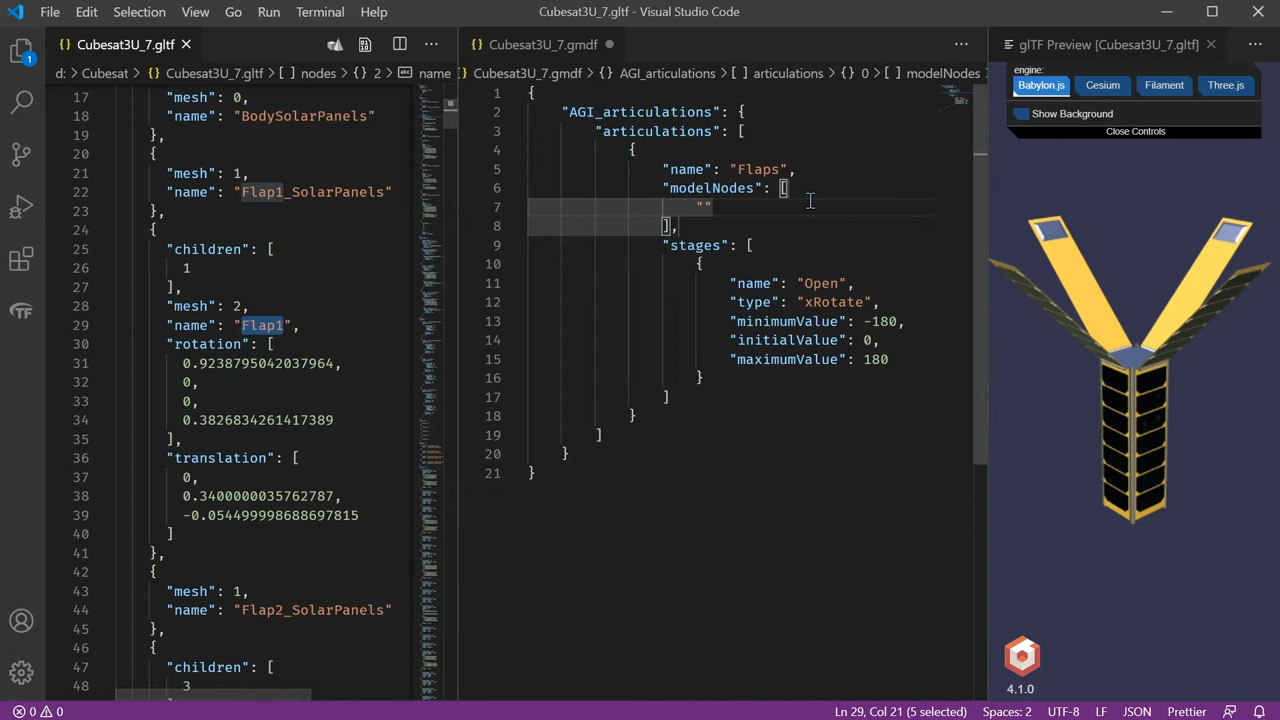 File Edit Selection View Go Run Terminal Help
Cubesat3U_7.gltf - Visual Studio Code
1
Cubesat3U_7.gltf
d: > Cubesat > Cubesat3U_7.gltf > [ ] nodes > {} 2 > abc name
17 "mesh": 0,
18 "name": "BodySolarPanels"
19 },
20 {
21 "mesh": 1,
22 "name": "Flap1_SolarPanels"
23 },
24 {
25 "children": [
26 1
27 ],
28 "mesh": 2,
29 "name": "Flap1",
30 "rotation": [
31 0.9238795042037964,
32 0,
33 0,
34 0.3826834261417389
35 ],
36 "translation": [
37 0,
38 0.3400000035762787,
39 -0.054499998688697815
40 ]
41 },
42 {
43 "mesh": 1,
44 "name": "Flap2_SolarPanels"
45 },
46 {
47 "children": [
48 3
Cubesat3U_7.gmdf
Cubesat3U_7.gmdf > {} AGI_articulations > [ ] articulations > {} 0 > [ ] modelNodes
1 {
2 "AGI_articulations": {
3 "articulations": [
4 {
5 "name": "Flaps",
6 "modelNodes": [
7 ""
8 ],
9 "stages": [
10 {
11 "name": "Open",
12 "type": "xRotate",
13 "minimumValue": -180,
14 "initialValue": 0,
15 "maximumValue": 180
16 }
17 ]
18 }
19 ]
20 }
21 }
glTF Preview [Cubesat3U_7.gltf]
engine:
Babylon.js Cesium Filament Three.js
Show Background
Close Controls
4.1.0
0 0
Ln 29, Col 21 (5 selected) Spaces: 2 UTF-8 LF JSON Prettier